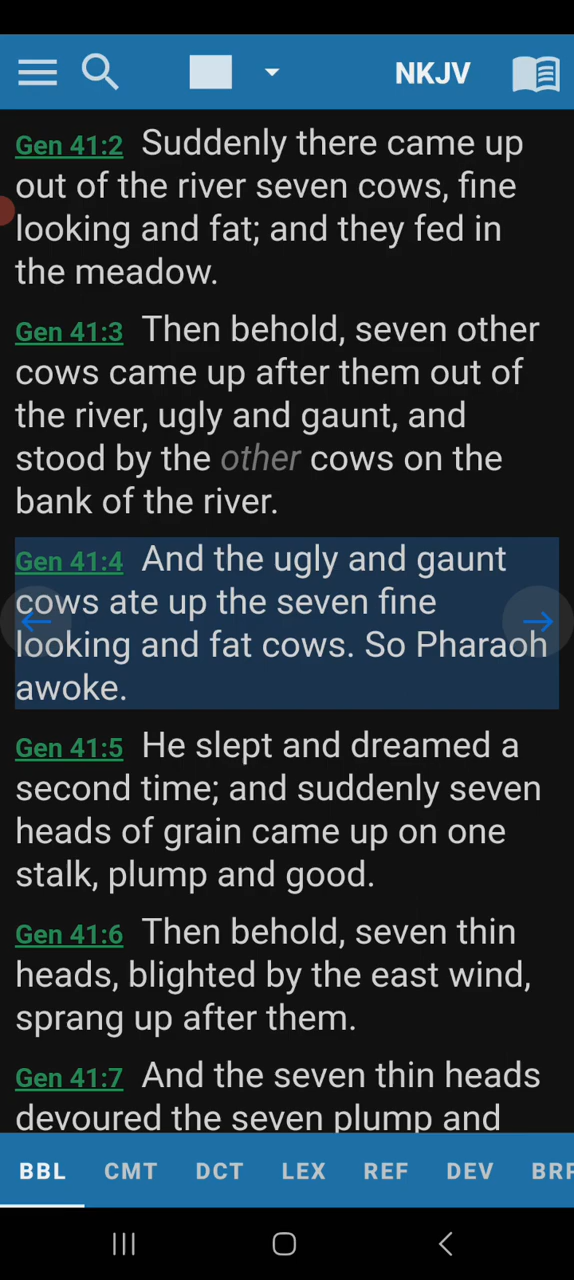 NKJV
Gen 41:2 Suddenly there came up
out of the river seven cows, fine
looking and fat; and they fed in
the meadow.
Gen 41:3 Then behold, seven other
cows came up after them out of
the river, ugly and gaunt, and
stood by the other cows on the
bank of the river.
Gen 41:4 And the ugly and gaunt
cows ate up the seven fine
looking and fat cows. So Pharaoh
awoke.
Gen 41:5 He slept and dreamed a
second time; and suddenly seven
heads of grain came up on one
stalk, plump and good.
Gen 41:6 Then behold, seven thin
heads, blighted by the east wind,
sprang up after them.
Gen 41:7 And the seven thin heads
devoured the seven plump and
BBL CMT DCT LEX REF DEV BRP